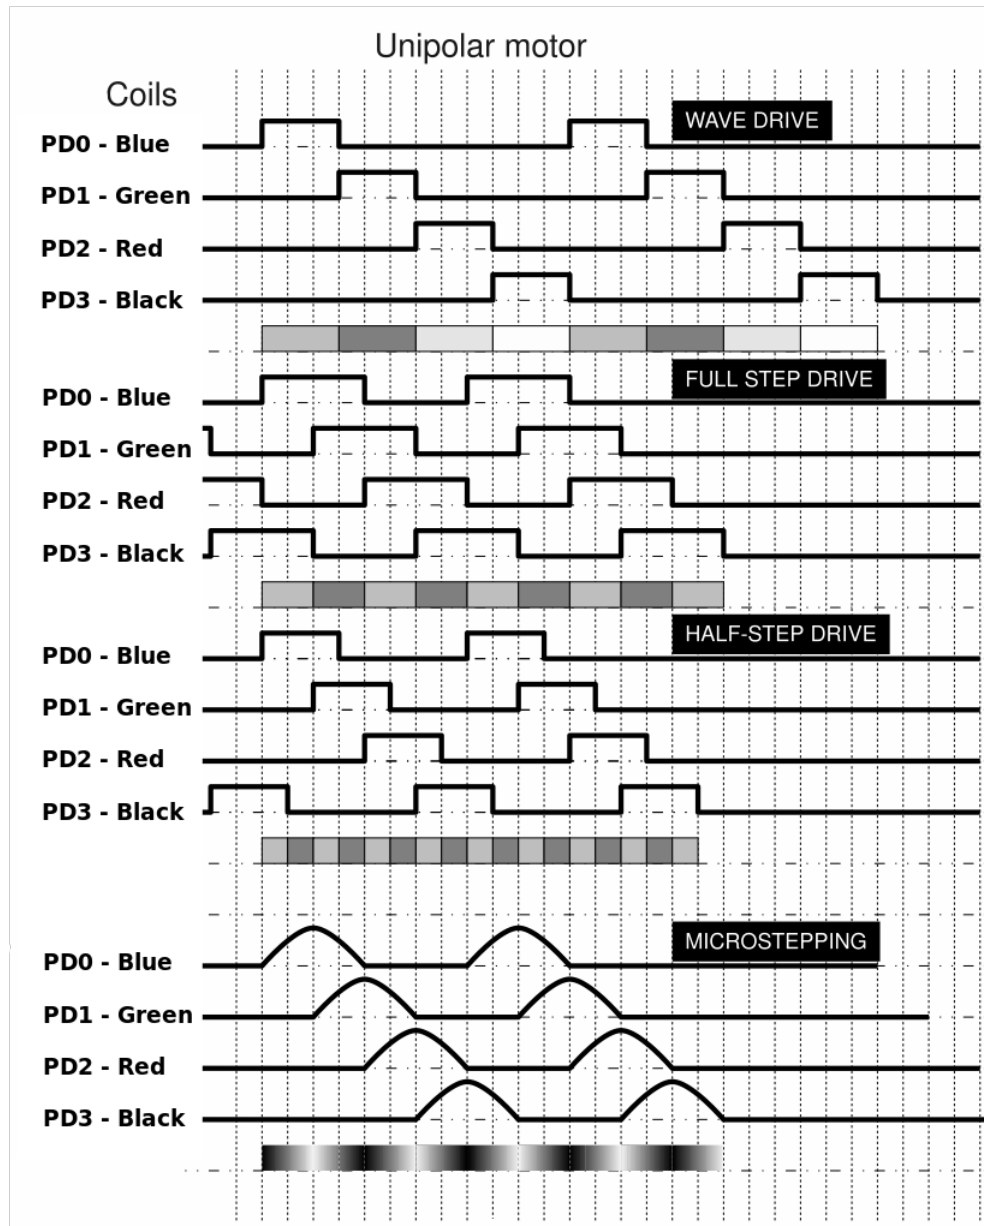 Unipolar motor
Coils
WAVE DRIVE
PD0 - Blue
PD1 - Green
PD2 - Red
PD3 - Black
FULL STEP DRIVE
PD0 - Blue
PD1 - Green
PD2 - Red
PD3 - Black
HALF-STEP DRIVE
PD0 - Blue
PD1 - Green
PD2 - Red
PD3 - Black
MICROSTEPPING
PD0 - Blue
PD1 - Green
PD2 - Red
PD3 - Black